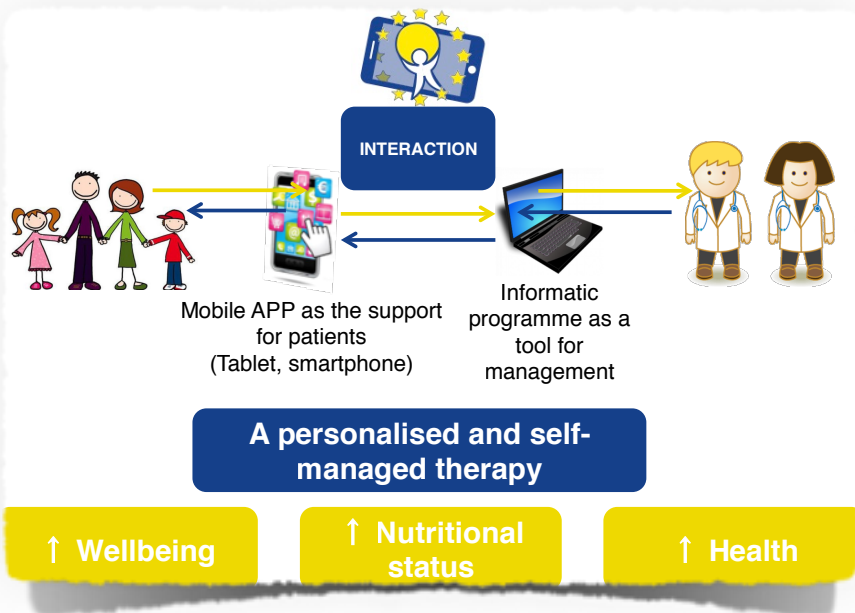 INTERACTION
Mobile APP as the support
for patients
(Tablet, smartphone)
Informatic
programme as a
tool for
management
A personalised and self-
managed therapy
↑ Wellbeing
↑ Nutritional
status
↑ Health